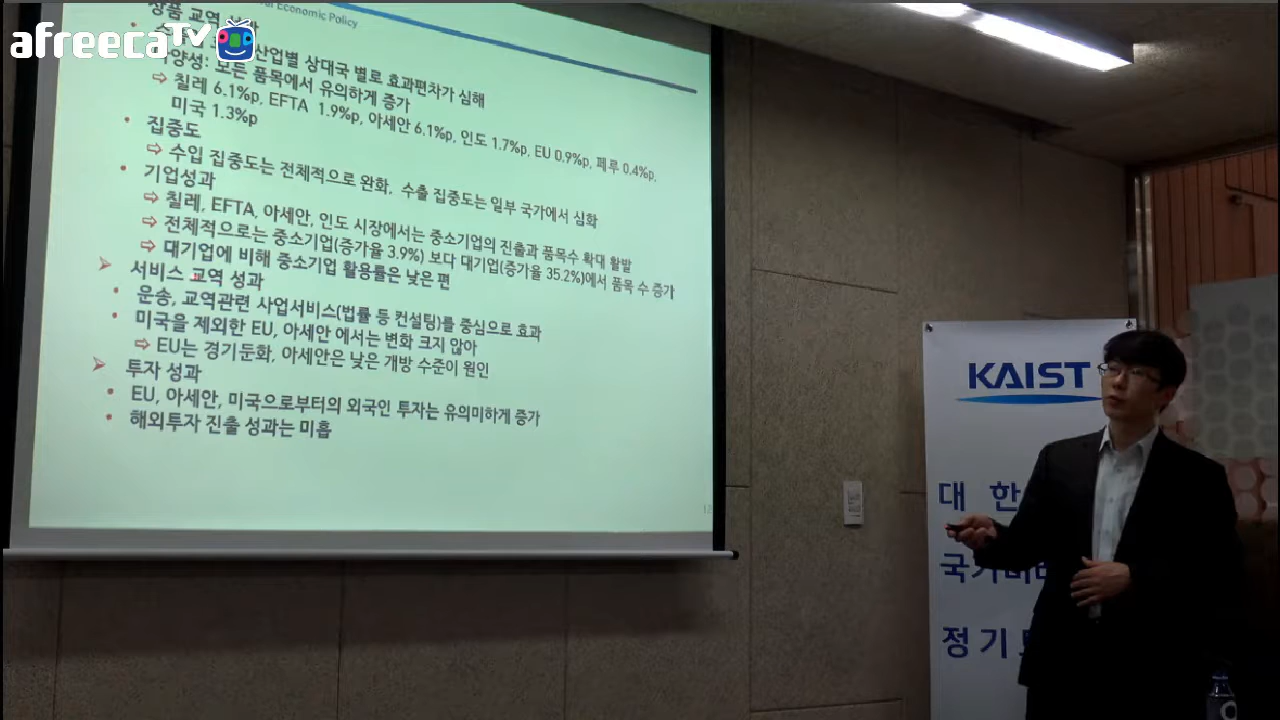 afreecaTV
Economic Policy
상품 교역
산업별 상대국 별로 효과편차가 심해
다양성: 모든 품목에서 유의하게 증가
⇨ 칠레 6.1%p, EFTA 1.9%p, 아세안 6.1%p, 인도 1.7%p, EU 0.9%p, 페루 0.4%p,
미국 1.3%p
• 집중도
⇨ 수입 집중도는 전체적으로 완화, 수출 집중도는 일부 국가에서 심화
• 기업성과
⇨ 칠레, EFTA, 아세안, 인도 시장에서는 중소기업의 진출과 품목수 확대 활발
⇨ 전체적으로는 중소기업(증가율 3.9%) 보다 대기업(증가율 35.2%)에서 품목 수 증가
⇨ 대기업에 비해 중소기업 활용률은 낮은 편
➢ 서비스 교역 성과
• 운송, 교역관련 사업서비스(법률 등 컨설팅)를 중심으로 효과
• 미국을 제외한 EU, 아세안 에서는 변화 크지 않아
⇨ EU는 경기둔화, 아세안은 낮은 개방 수준이 원인
➢ 투자 성과
• EU, 아세안, 미국으로부터의 외국인 투자는 유의미하게 증가
• 해외투자 진출 성과는 미흡
12
KAIST
대 한
국가미래
정 기